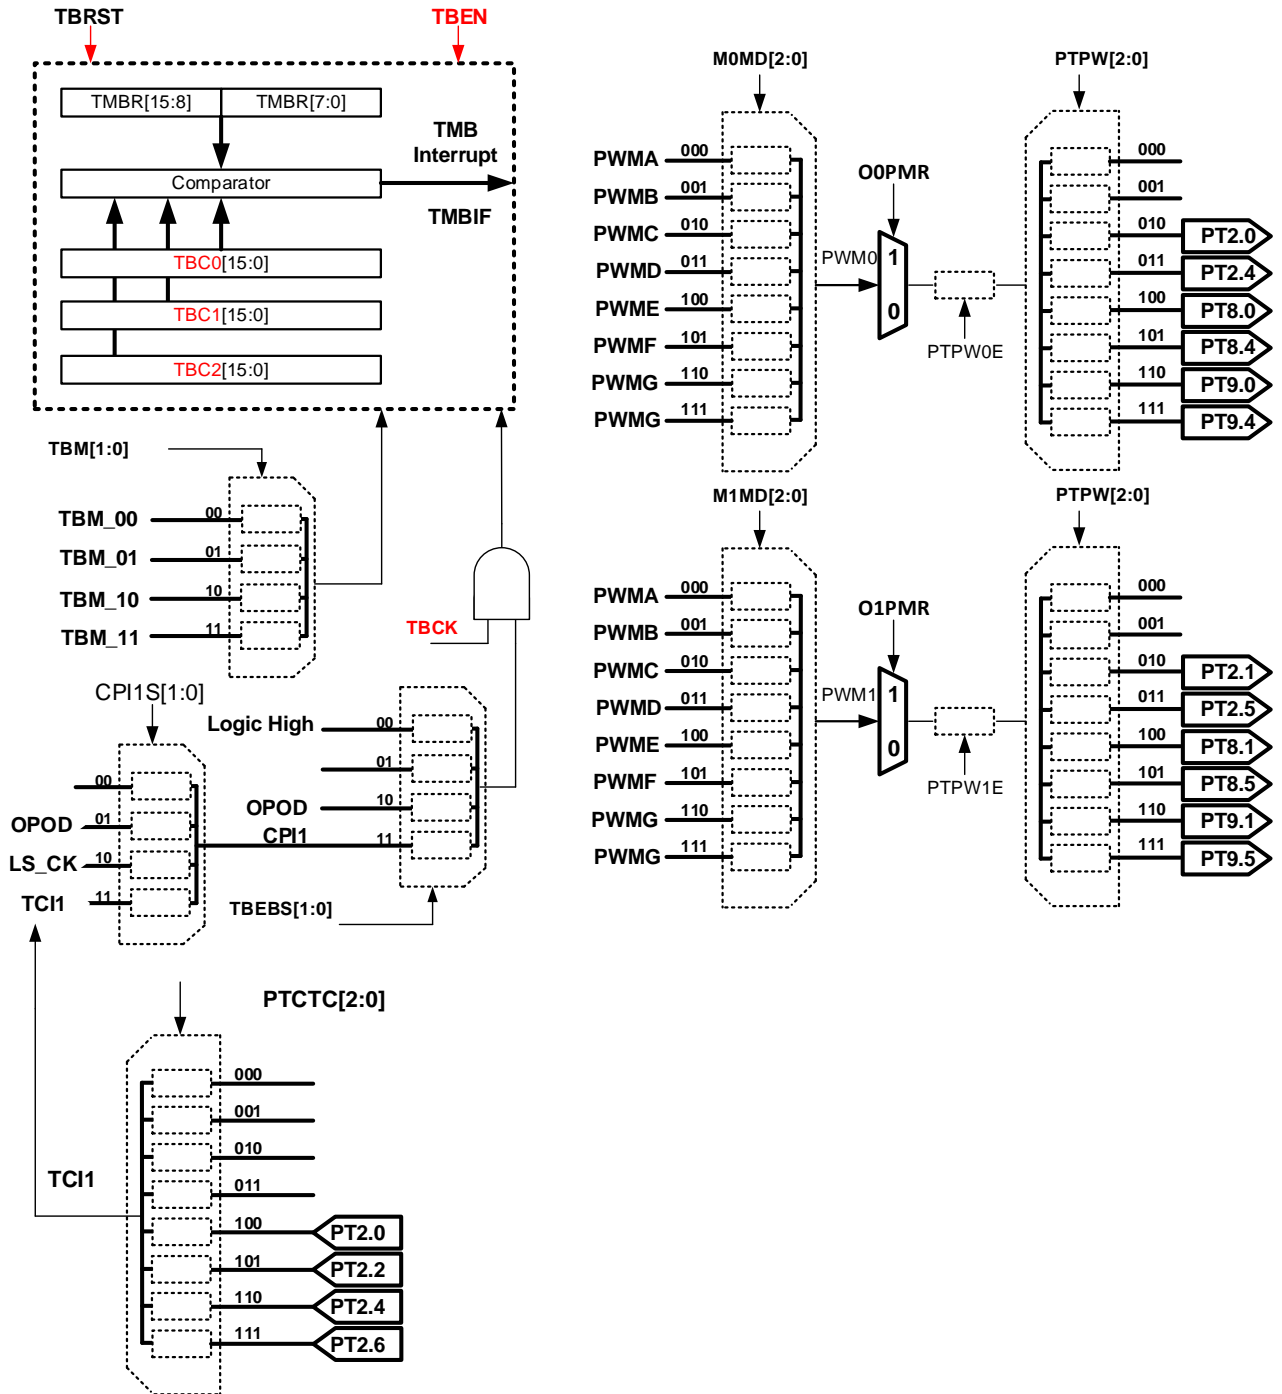 TBRST
TBEN
TMBR[15:8]
TMBR[7:0]
TMB
Interrupt
Comparator
TMBIF
TBC0[15:0]
TBC1[15:0]
TBC2[15:0]
TBM[1:0]
TBM_00
00
TBM_01
01
TBM_10
10
TBM_11
11
TBCK
CPI1S[1:0]
Logic High
00
01
OPOD
10
CPI1
11
00
OPOD
01
LS_CK
10
TCI1
11
TBEBS[1:0]
PTCTC[2:0]
TCI1
000
001
010
011
100
PT2.0
101
PT2.2
110
PT2.4
111
PT2.6
M0MD[2:0]
PWMA
000
PWMB
001
PWMC
010
PWMD
011
PWME
100
PWMF
101
PWMG
110
PWMG
111
O0PMR
PWM0
1
0
PTPW0E
PTPW[2:0]
000
001
010
PT2.0
011
PT2.4
100
PT8.0
101
PT8.4
110
PT9.0
111
PT9.4
M1MD[2:0]
PWMA
000
PWMB
001
PWMC
010
PWMD
011
PWME
100
PWMF
101
PWMG
110
PWMG
111
O1PMR
PWM1
1
0
PTPW1E
PTPW[2:0]
000
001
010
PT2.1
011
PT2.5
100
PT8.1
101
PT8.5
110
PT9.1
111
PT9.5